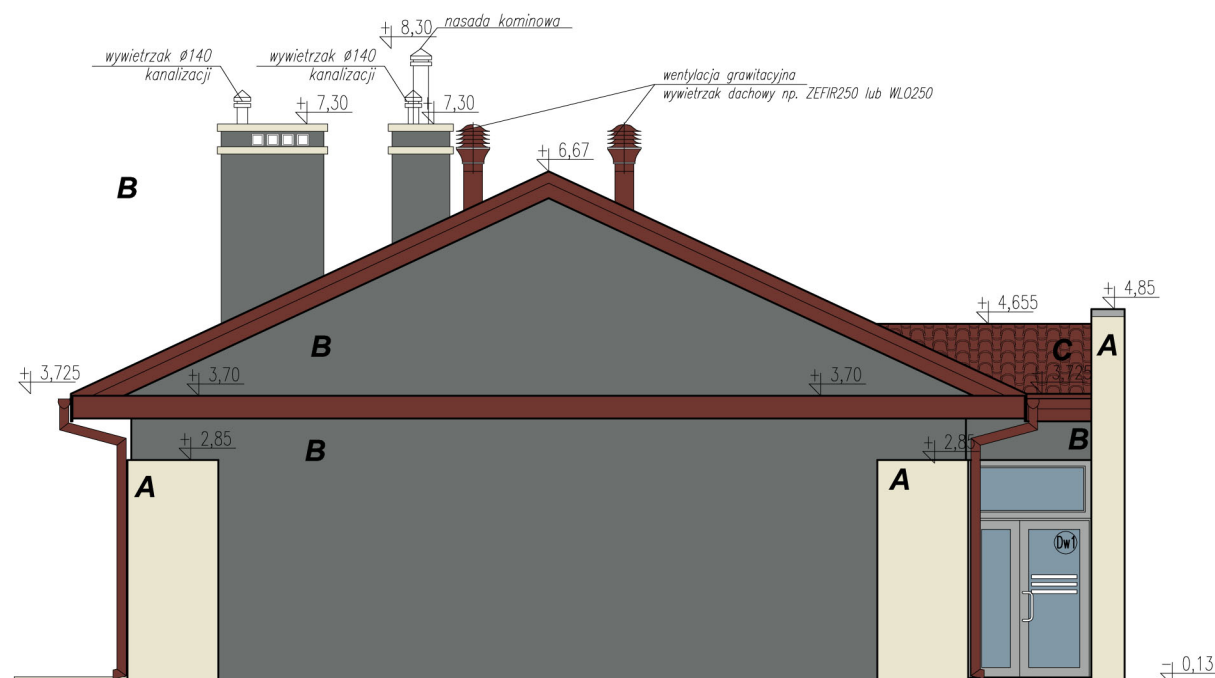 + 8,30
nasada kominowa
wywietrzak ø140
kanalizacji
wywietrzak ø140
kanalizacji
wentylacja grawitacyjna
wywietrzak dachowy np. ZEFIR250 lub WLO250
+ 7,30
+ 7,30
+ 6,67
B
+ 4,85
+ 4,655
B
C
A
+ 3,725
+ 3,70
+ 3,70
+ 3,725
+ 2,85
B
+ 2,85
B
A
A
Dw1
- 0,13